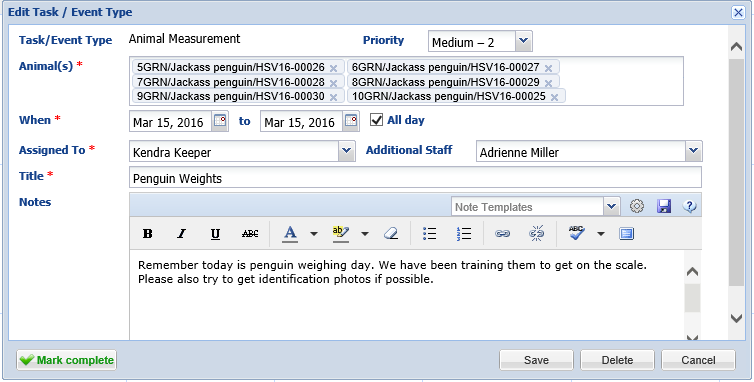 Edit Task / Event Type
Task/Event Type Animal Measurement Priority Medium – 2
Animal(s) * 5GRN/Jackass penguin/HSV16-00026 6GRN/Jackass penguin/HSV16-00027
7GRN/Jackass penguin/HSV16-00028 8GRN/Jackass penguin/HSV16-00029
9GRN/Jackass penguin/HSV16-00030 10GRN/Jackass penguin/HSV16-00025
When * Mar 15, 2016 to Mar 15, 2016 All day
Assigned To * Kendra Keeper Additional Staff Adrienne Miller
Title * Penguin Weights
Notes Note Templates
B I U ABC A ab ABC
Remember today is penguin weighing day. We have been training them to get on the scale.
Please also try to get identification photos if possible.
Mark complete Save Delete Cancel